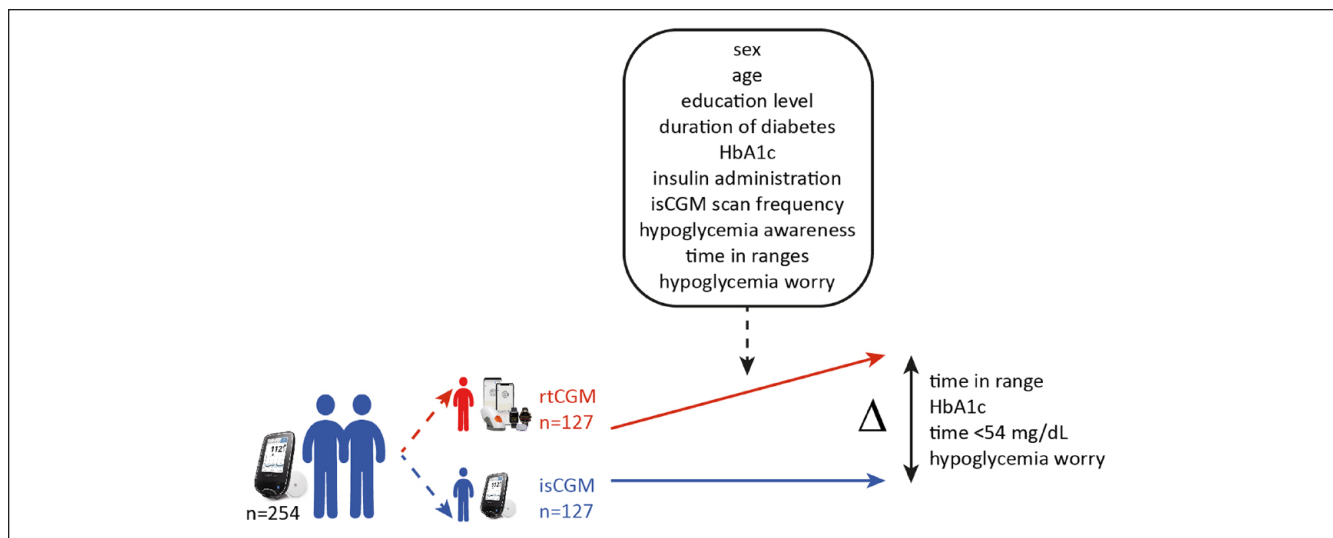 sex
age
education level
duration of diabetes
HbA1c
insulin administration
isCGM scan frequency
hypoglycemia awareness
time in ranges
hypoglycemia worry
rtCGM
n=127
isCGM
n=127
n=254
112
Δ
time in range
HbA1c
time <54 mg/dL
hypoglycemia worry